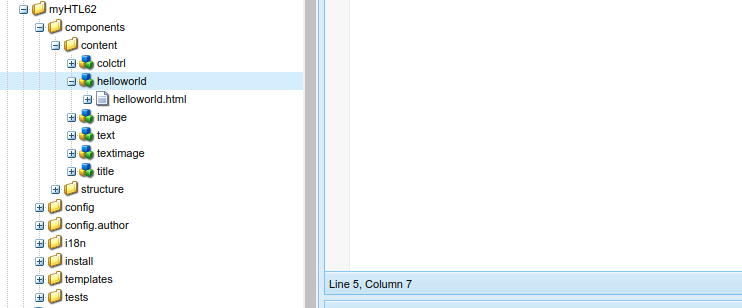 myHTL62
components
content
colctrl
helloworld
helloworld.html
image
text
textimage
title
structure
config
config.author
i18n
install
templates
tests
Line 5, Column 7